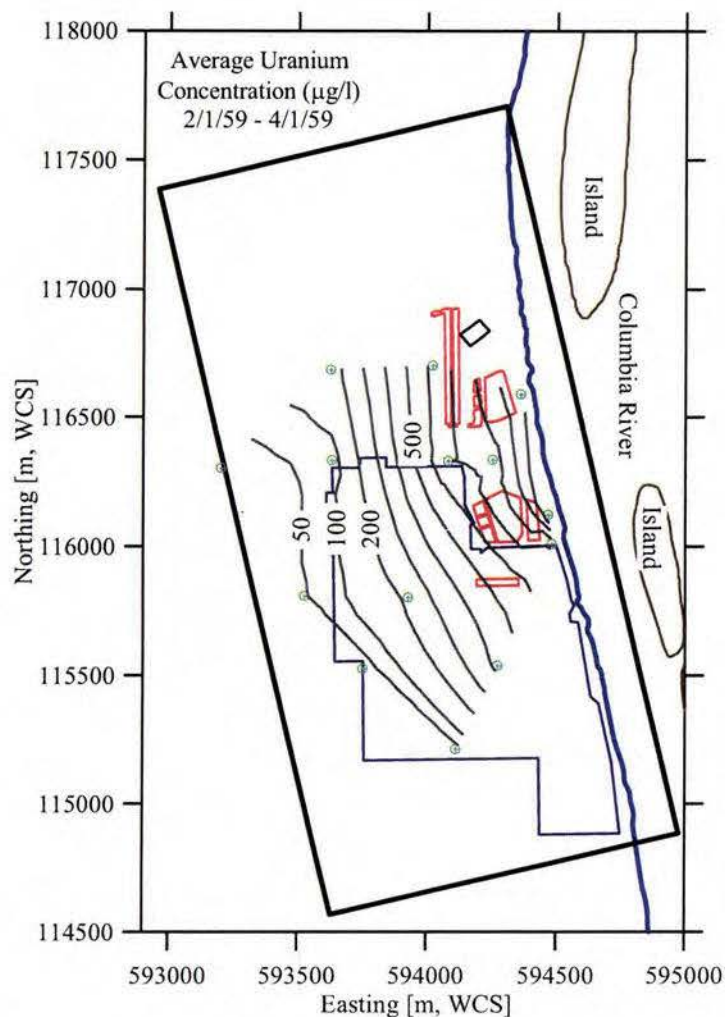 Average Uranium
Concentration (µg/l)
2/1/59 - 4/1/59
118000
117500
117000
116500
116000
115500
115000
114500
Northing [m, WCS]
Island
Columbia River
Island
500
50
100
200
593000
593500
594000
594500
595000
Easting [m, WCS]